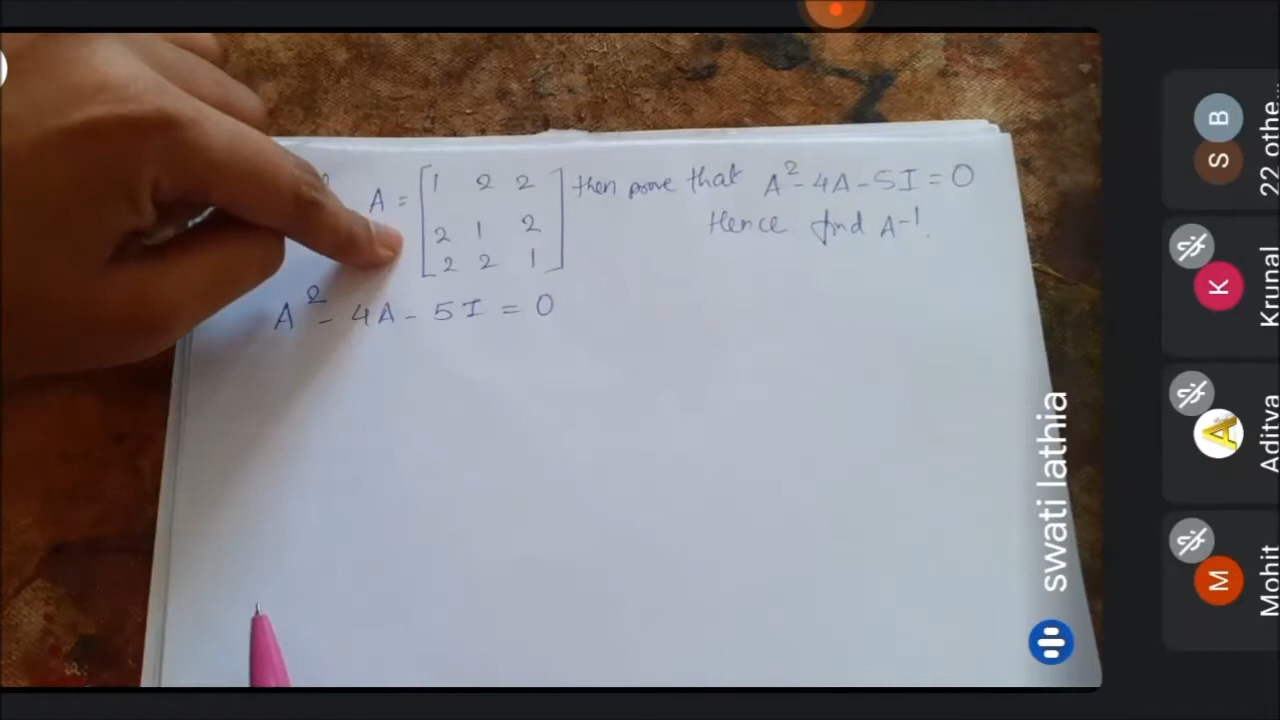 A = [1 2 2 then prove that A² - 4A - 5I = 0
2 1 2 Hence find A-1.
2 2 1]
A² - 4A - 5I = 0
swati lathia
S B 22 othe...
K Krunal
A Aditya
M Mohit